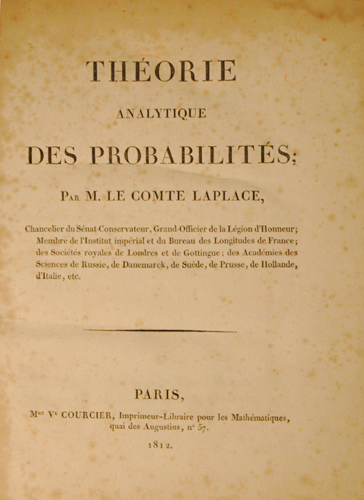 THÉORIE
ANALYTIQUE
DES PROBABILITÉS;
PAR M. LE COMTE LAPLACE,
Chancelier du Sénat-Conservateur, Grand-Officier de la Légion d'Honneur;
Membre de l'Institut impérial et du Bureau des Longitudes de France;
des Sociétés royales de Londres et de Gottingue; des Académies des
Sciences de Russie, de Danemarck, de Suède, de Prusse, de Hollande,
d'Italie, etc.
PARIS,
Mme Ve COURCIER, Imprimeur-Libraire pour les Mathématiques,
quai des Augustins, n° 57.
1812.